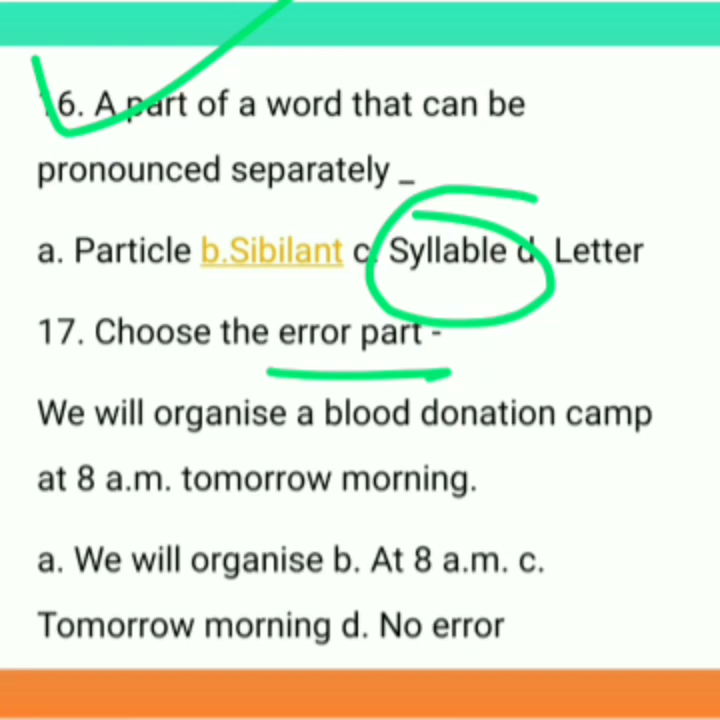 16. A part of a word that can be
pronounced separately _
a. Particle b.Sibilant c. Syllable d. Letter
17. Choose the error part -
We will organise a blood donation camp
at 8 a.m. tomorrow morning.
a. We will organise b. At 8 a.m. c.
Tomorrow morning d. No error